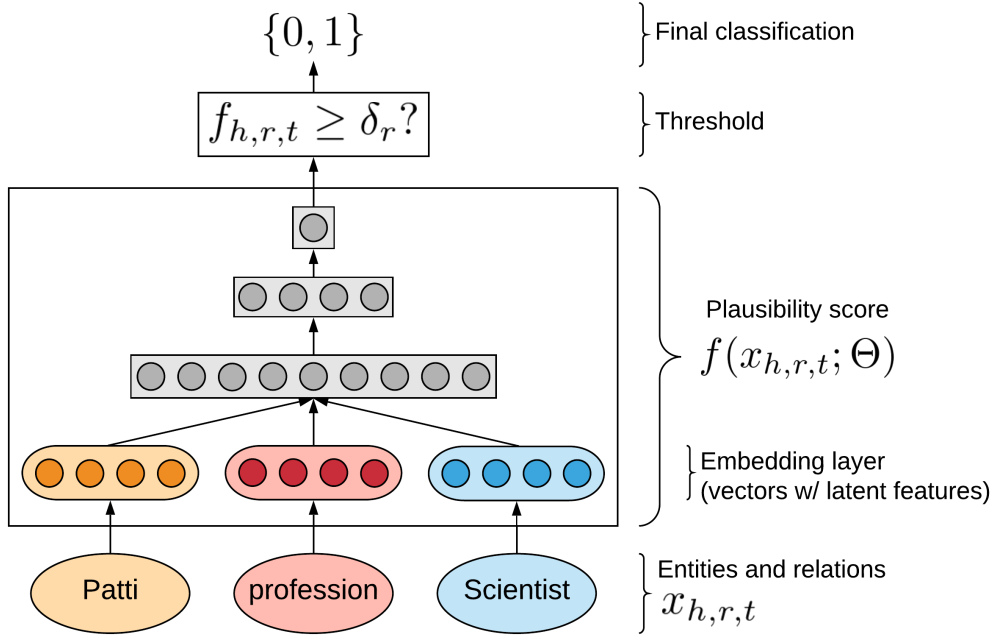 {0, 1}
Final classification
f_{h,r,t} ≥ δ_r?
Threshold
Plausibility score
f(x_{h,r,t}; Θ)
Embedding layer
(vectors w/ latent features)
Patti
profession
Scientist
Entities and relations
x_{h,r,t}